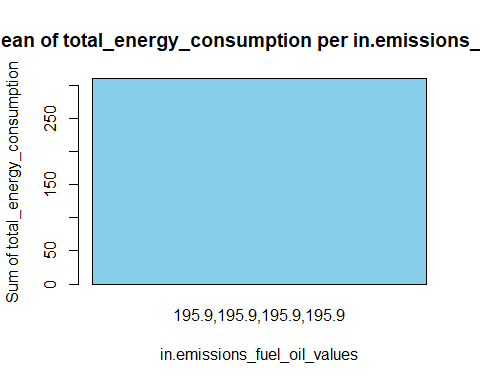 ean of total_energy_consumption per in.emissions_
Sum of total_energy_consumption
250
150
50
0
195.9,195.9,195.9,195.9
in.emissions_fuel_oil_values